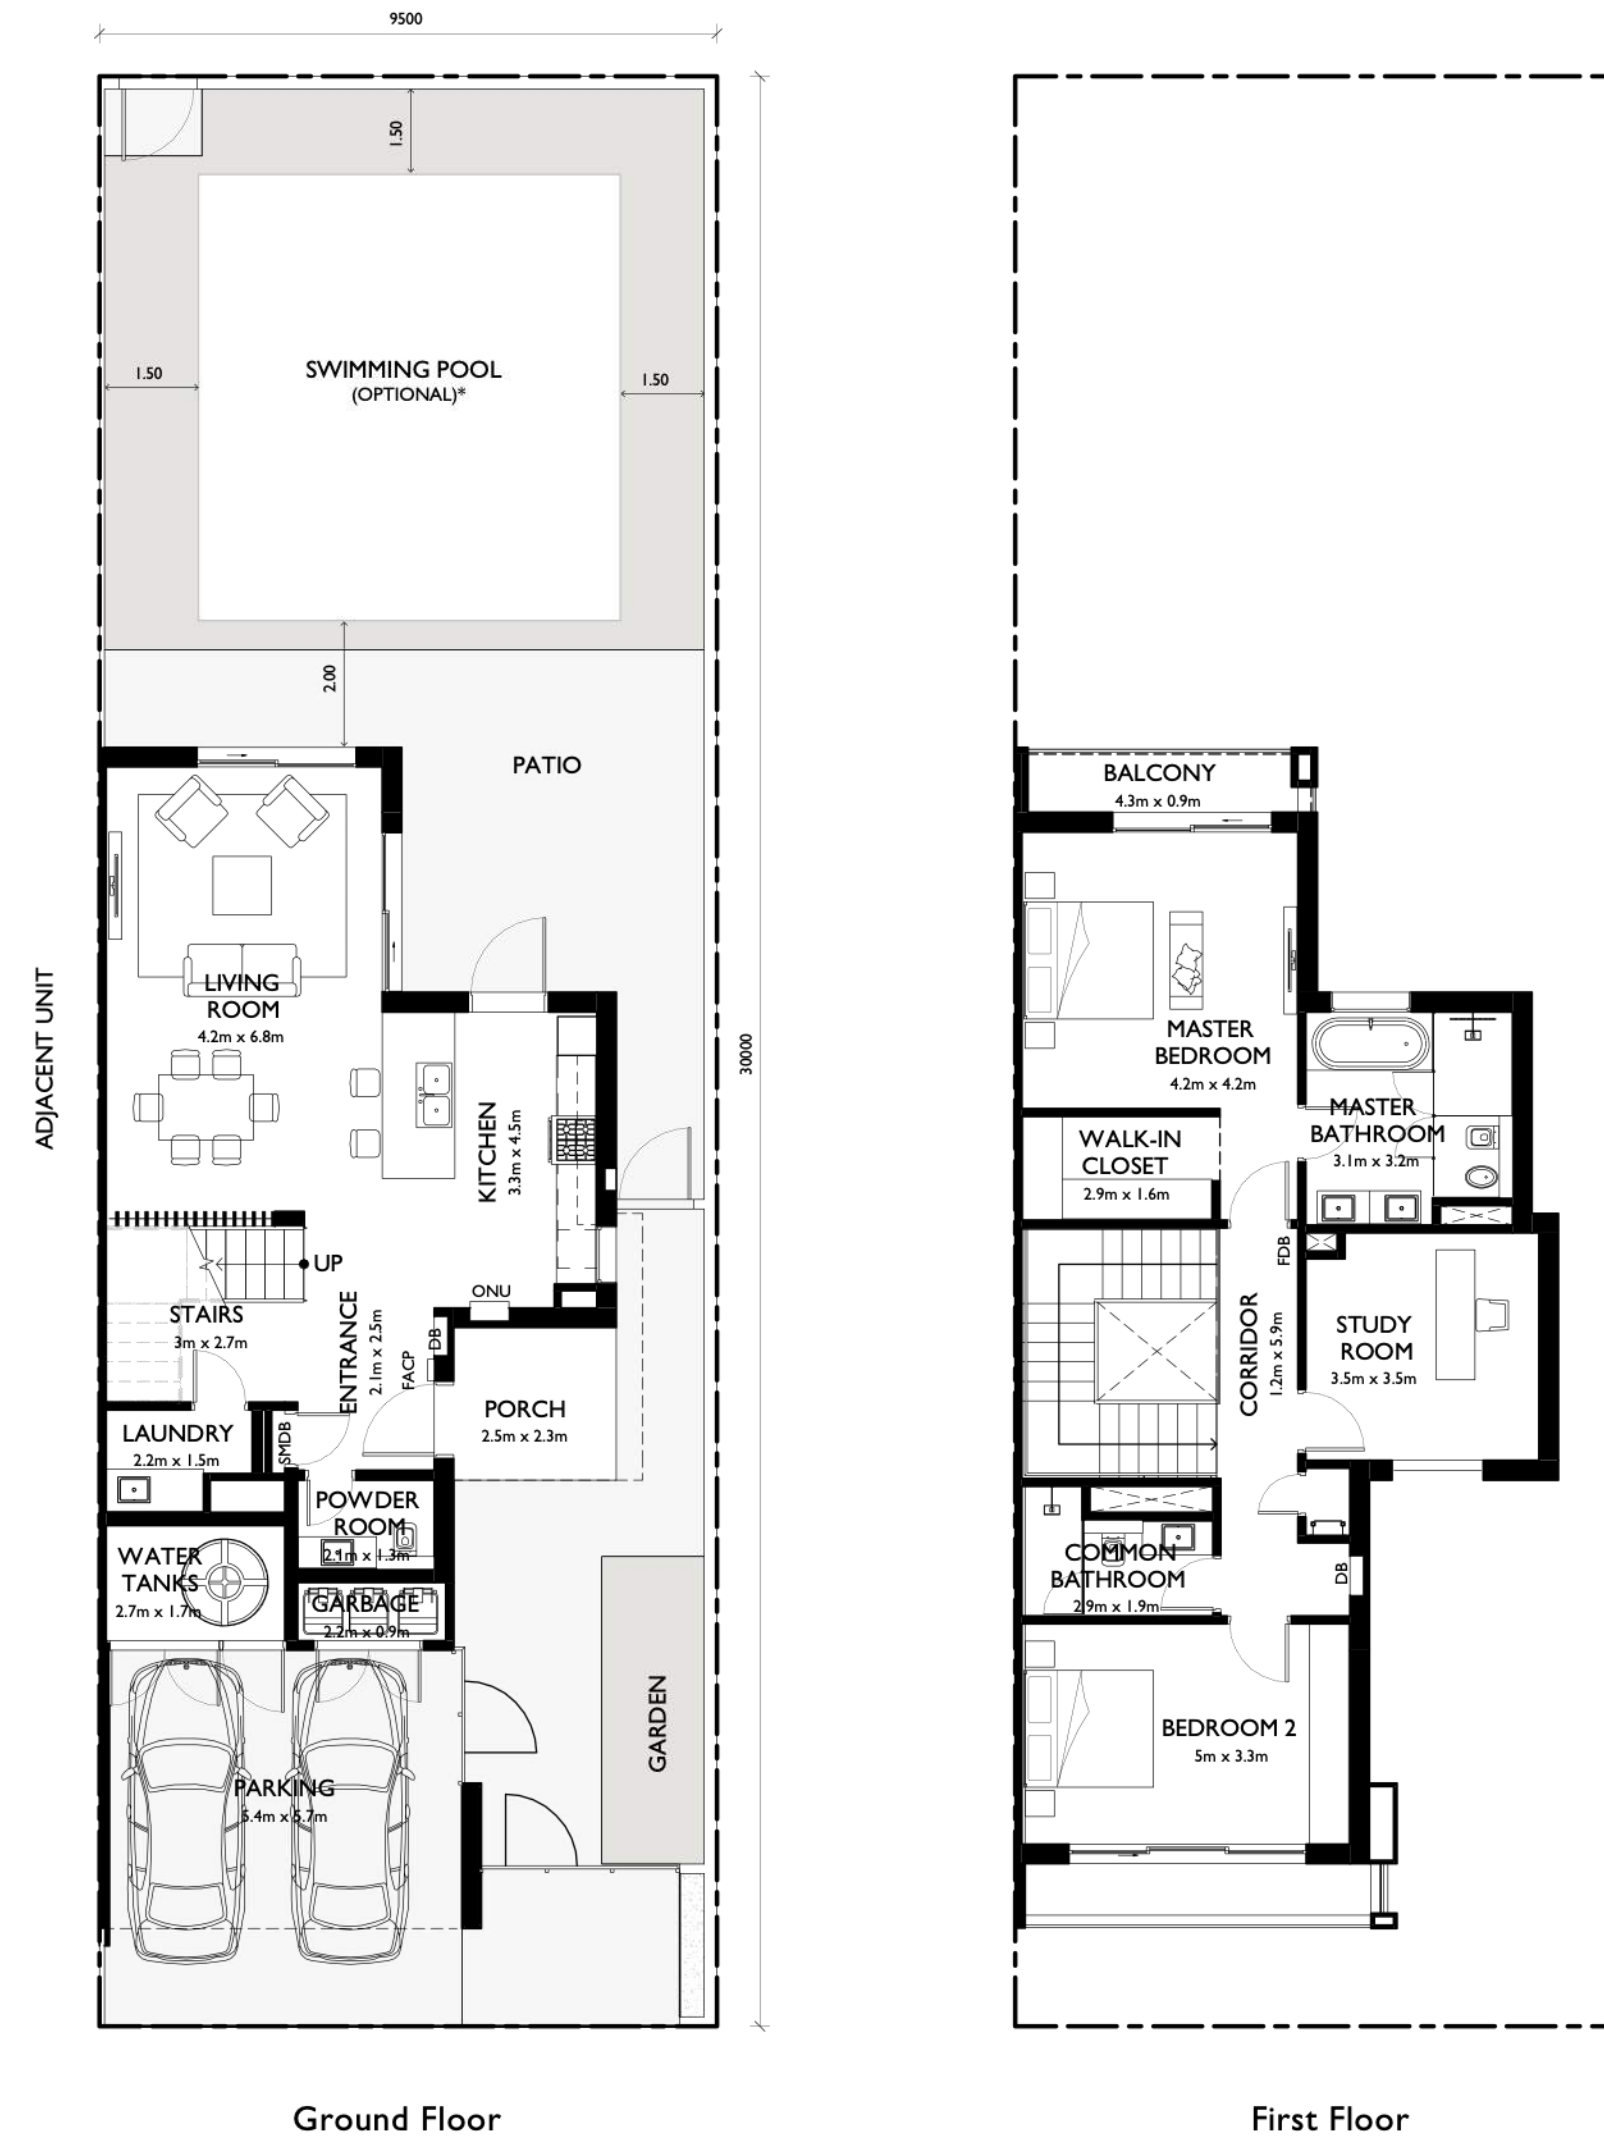 9500
1.50
SWIMMING POOL
(OPTIONAL)*
1.50
1.50
2.00
PATIO
ADJACENT UNIT
30000
LIVING
ROOM
4.2m x 6.8m
KITCHEN
3.3m x 4.5m
UP
STAIRS
3m x 2.7m
ENTRANCE
2.1m x 2.5m
ONU
DB
FACP
PORCH
2.5m x 2.3m
LAUNDRY
2.2m x 1.5m
SMDB
POWDER
ROOM
2.1m x 1.3m
WATER
TANKS
2.7m x 1.7m
GARBAGE
2.2m x 0.9m
GARDEN
PARKING
5.4m x 5.7m
Ground Floor
BALCONY
4.3m x 0.9m
MASTER
BEDROOM
4.2m x 4.2m
MASTER
BATHROOM
3.1m x 3.2m
WALK-IN
CLOSET
2.9m x 1.6m
FDB
CORRIDOR
1.2m x 5.9m
STUDY
ROOM
3.5m x 3.5m
COMMON
BATHROOM
2.9m x 1.9m
DB
BEDROOM 2
5m x 3.3m
First Floor